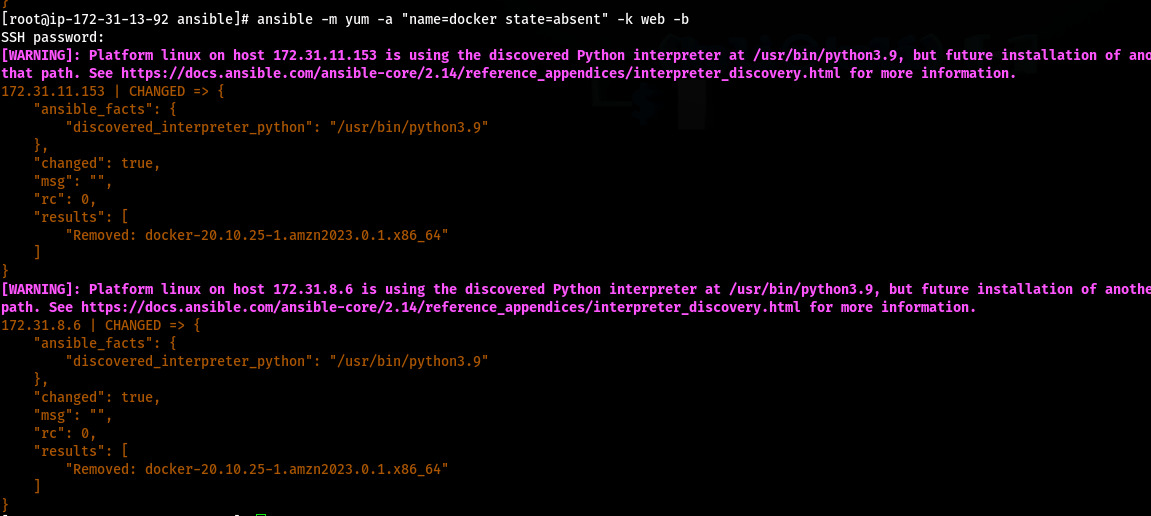 }
[root@ip-172-31-13-92 ansible]# ansible -m yum -a "name=docker state=absent" -k web -b
SSH password:
[WARNING]: Platform linux on host 172.31.11.153 is using the discovered Python interpreter at /usr/bin/python3.9, but future installation of ano
that path. See https://docs.ansible.com/ansible-core/2.14/reference_appendices/interpreter_discovery.html for more information.
172.31.11.153 | CHANGED => {
    "ansible_facts": {
        "discovered_interpreter_python": "/usr/bin/python3.9"
    },
    "changed": true,
    "msg": "",
    "rc": 0,
    "results": [
        "Removed: docker-20.10.25-1.amzn2023.0.1.x86_64"
    ]
}
[WARNING]: Platform linux on host 172.31.8.6 is using the discovered Python interpreter at /usr/bin/python3.9, but future installation of anothe
path. See https://docs.ansible.com/ansible-core/2.14/reference_appendices/interpreter_discovery.html for more information.
172.31.8.6 | CHANGED => {
    "ansible_facts": {
        "discovered_interpreter_python": "/usr/bin/python3.9"
    },
    "changed": true,
    "msg": "",
    "rc": 0,
    "results": [
        "Removed: docker-20.10.25-1.amzn2023.0.1.x86_64"
    ]
}